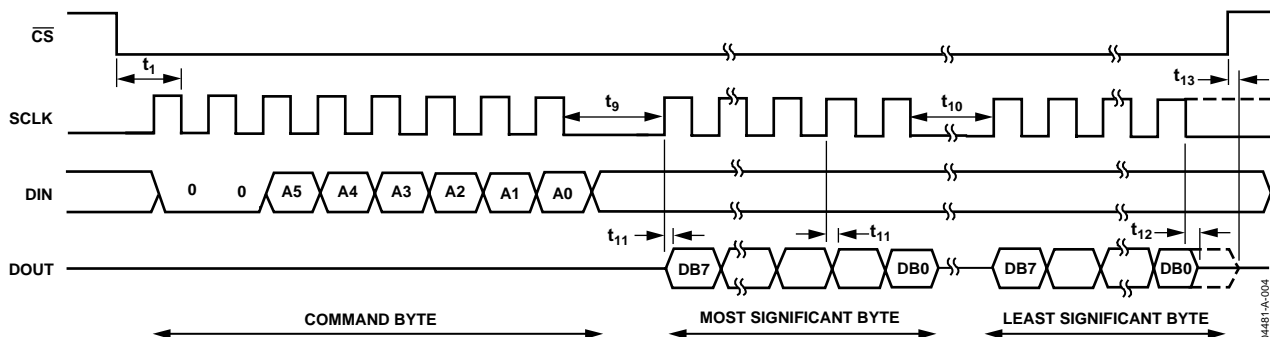 CS
t1
t13
SCLK
t9
t10
DIN
0 0 A5 A4 A3 A2 A1 A0
t11
t11
t12
DOUT
DB7 DB0 DB7 DB0
COMMAND BYTE MOST SIGNIFICANT BYTE LEAST SIGNIFICANT BYTE
04481-A-004